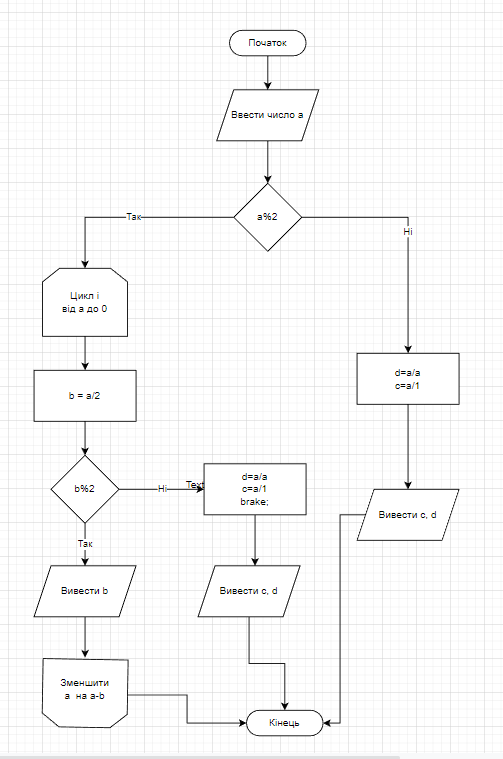 Початок
Ввести число а
а%2
Так
Ні
Цикл і
від а до 0
d=a/a
c=a/1
b = a/2
b%2
Ні
Text
d=a/a
c=a/1
brake;
Вивести c, d
Так
Вивести b
Вивести c, d
Зменшити
а на a-b
Кінець